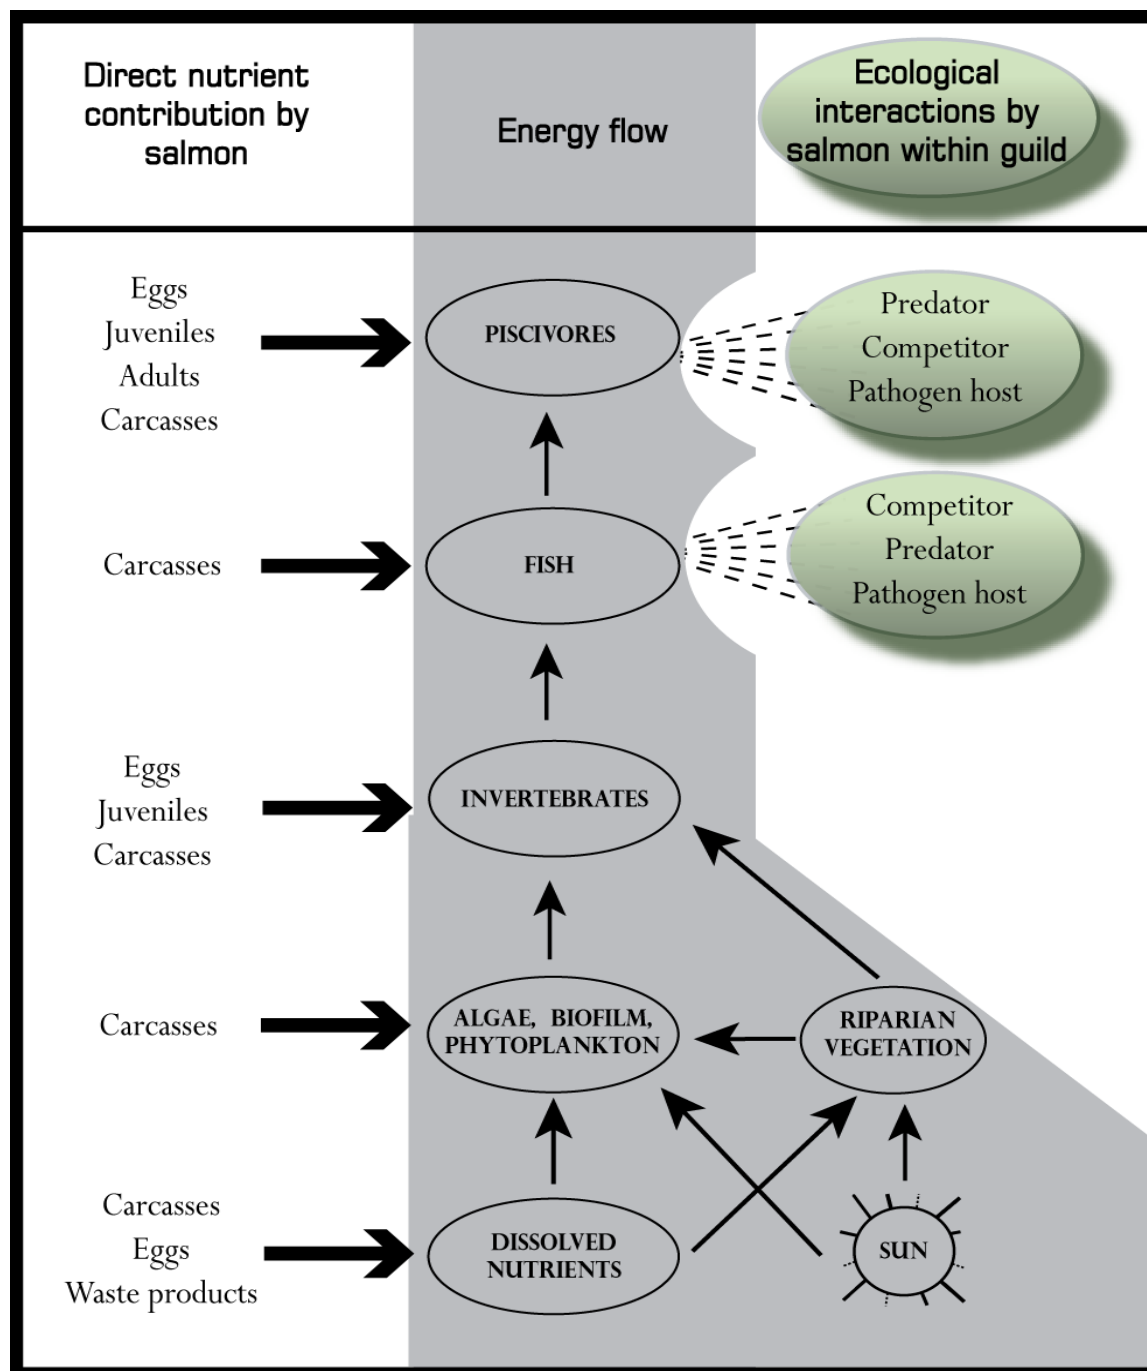 Direct nutrient
contribution by
salmon
Energy flow
Ecological
interactions by
salmon within guild
Eggs
Juveniles
Adults
Carcasses
PISCIVORES
Predator
Competitor
Pathogen host
Carcasses
FISH
Competitor
Predator
Pathogen host
Eggs
Juveniles
Carcasses
INVERTEBRATES
Carcasses
ALGAE, BIOFILM,
PHYTOPLANKTON
RIPARIAN
VEGETATION
Carcasses
Eggs
Waste products
DISSOLVED
NUTRIENTS
SUN